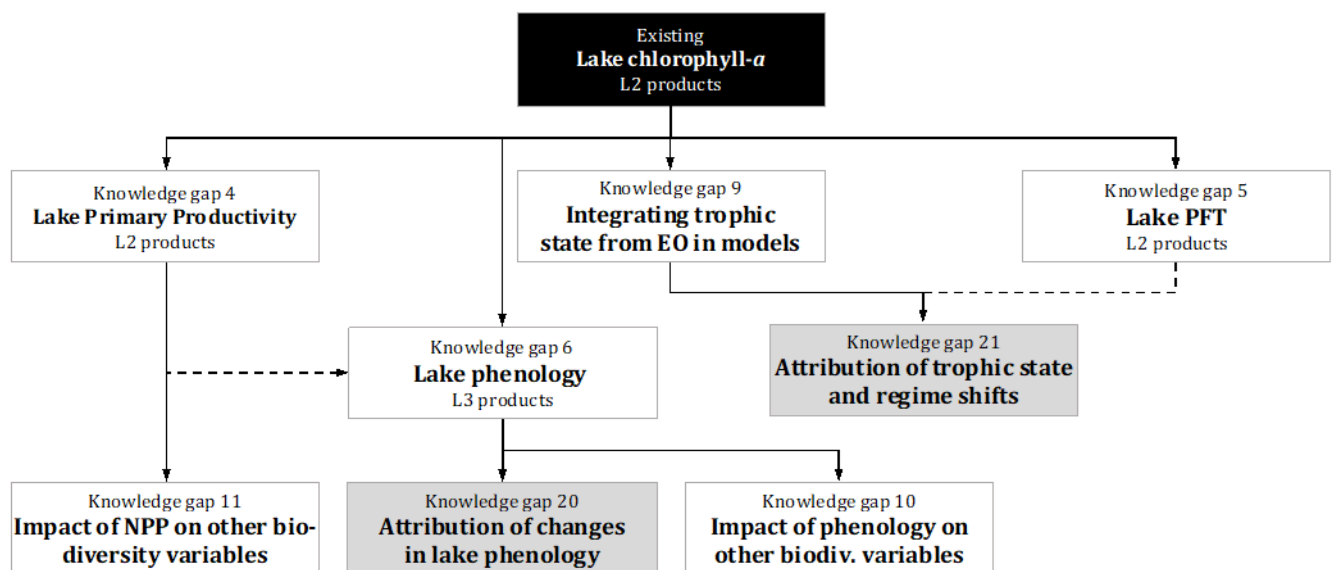 Existing
Lake chlorophyll-a
L2 products
Knowledge gap 4
Lake Primary Productivity
L2 products
Knowledge gap 9
Integrating trophic
state from EO in models
Knowledge gap 5
Lake PFT
L2 products
Knowledge gap 6
Lake phenology
L3 products
Knowledge gap 21
Attribution of trophic state
and regime shifts
Knowledge gap 11
Impact of NPP on other bio-
diversity variables
Knowledge gap 20
Attribution of changes
in lake phenology
Knowledge gap 10
Impact of phenology on
other biodiv. variables